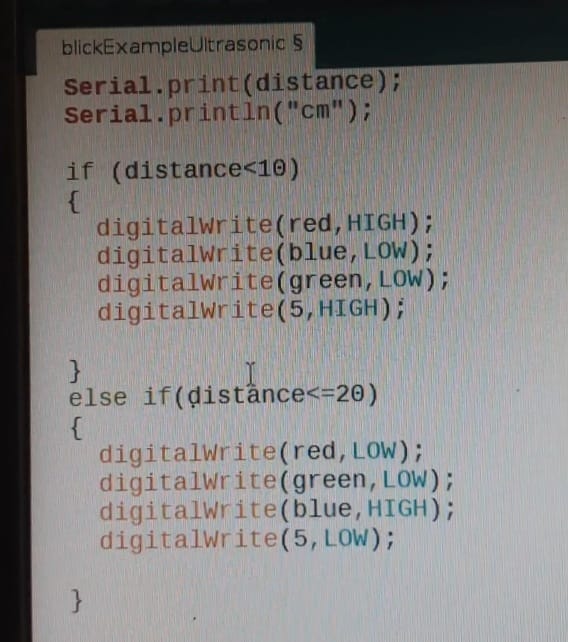 blickExampleUltrasonic §
Serial.print(distance);
Serial.println("cm");
if (distance<10)
{
digitalWrite(red,HIGH);
digitalWrite(blue,LOW);
digitalWrite(green,LOW);
digitalWrite(5,HIGH);
}
else if(distance<=20)
{
digitalWrite(red,LOW);
digitalWrite(green,LOW);
digitalWrite(blue,HIGH);
digitalWrite(5,LOW);
}